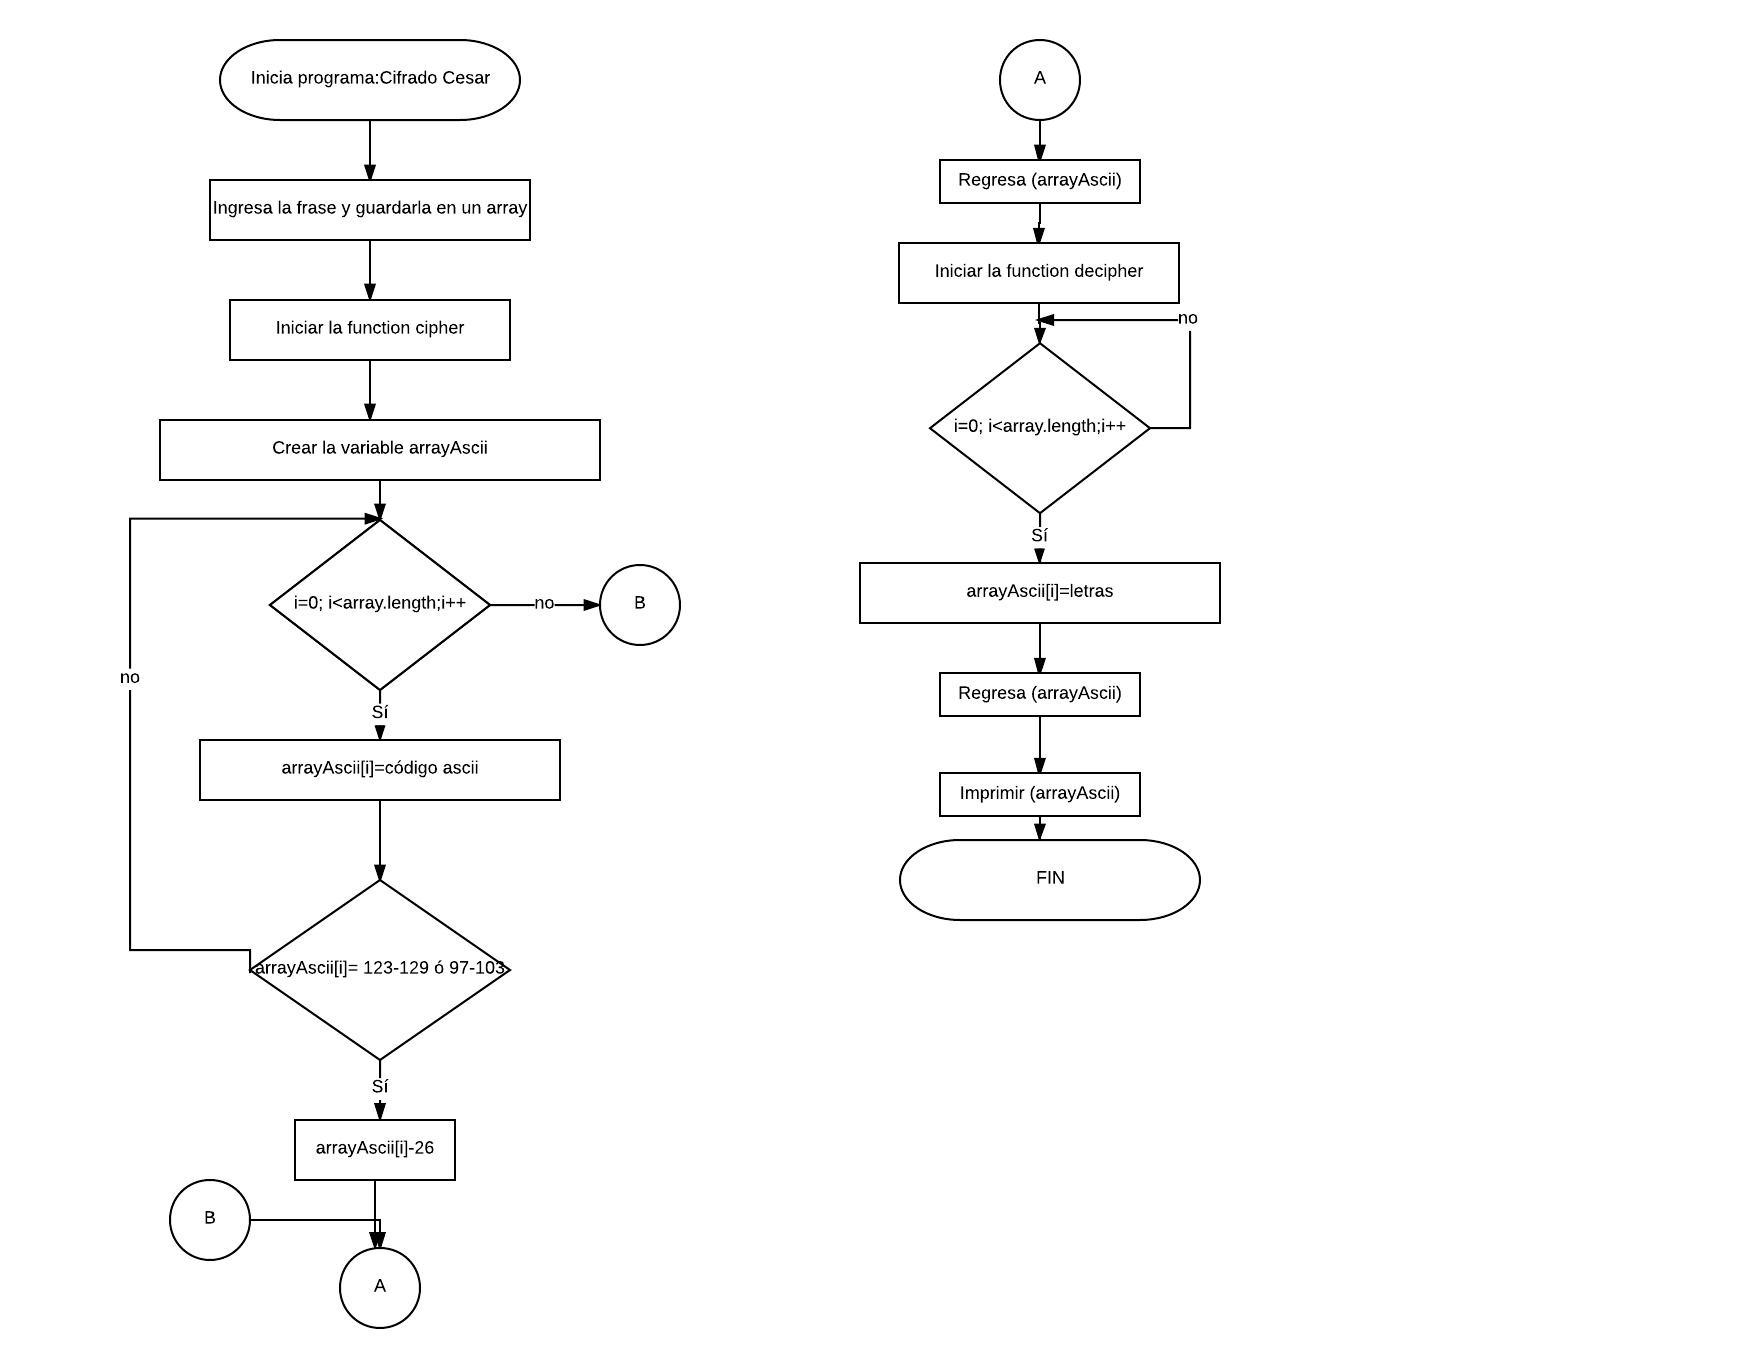 Inicia programa:Cifrado Cesar
Ingresa la frase y guardarla en un array
Iniciar la function cipher
Crear la variable arrayAscii
i=0; i<array.length;i++
no
B
no
Sí
arrayAscii[i]=código ascii
arrayAscii[i]= 123-129 ó 97-103
Sí
arrayAscii[i]-26
B
A
A
Regresa (arrayAscii)
Iniciar la function decipher
no
i=0; i<array.length;i++
Sí
arrayAscii[i]=letras
Regresa (arrayAscii)
Imprimir (arrayAscii)
FIN